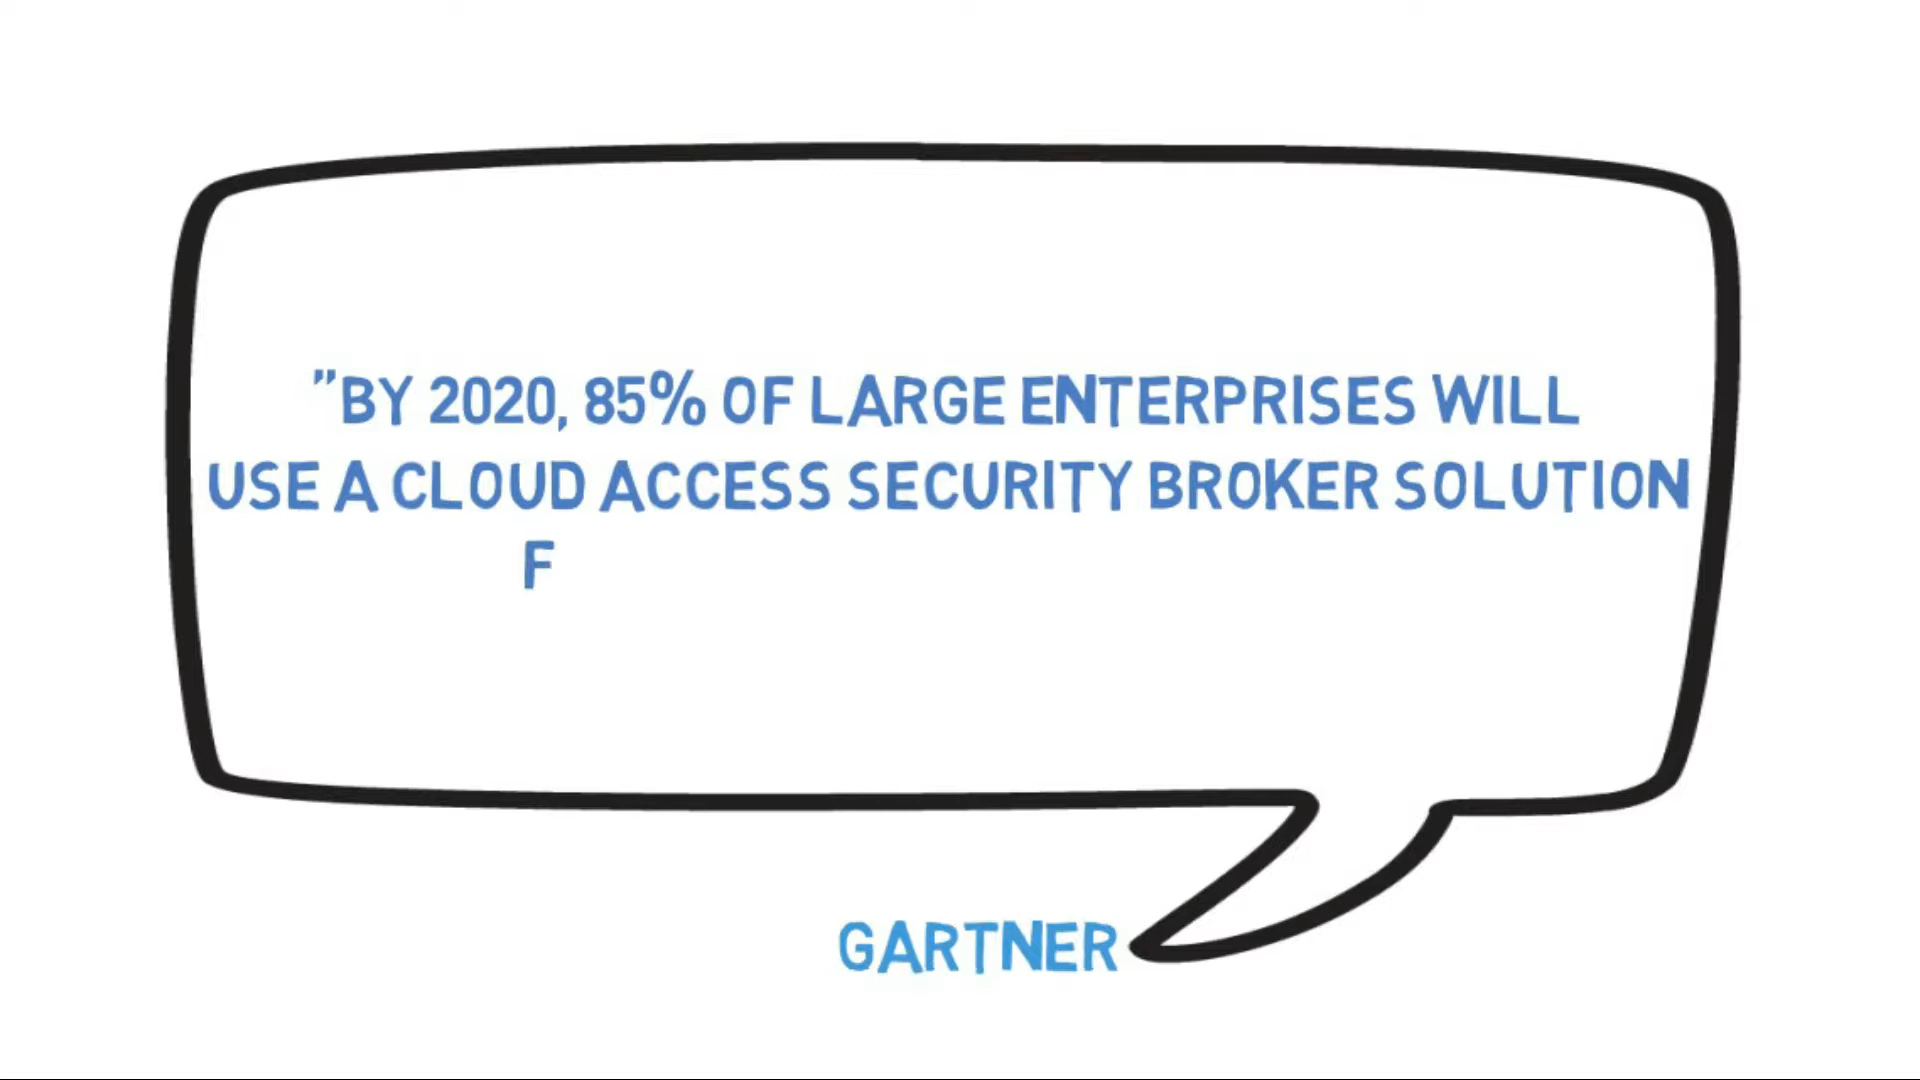 "BY 2020, 85% OF LARGE ENTERPRISES WILL
USE A CLOUD ACCESS SECURITY BROKER SOLUTION
F
GARTNER